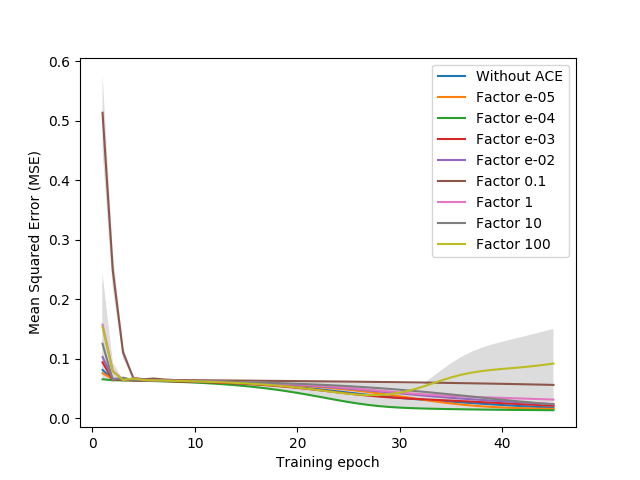 0.6
0.5
0.4
0.3
0.2
0.1
0.0
Mean Squared Error (MSE)
Without ACE
Factor e-05
Factor e-04
Factor e-03
Factor e-02
Factor 0.1
Factor 1
Factor 10
Factor 100
0 10 20 30 40
Training epoch